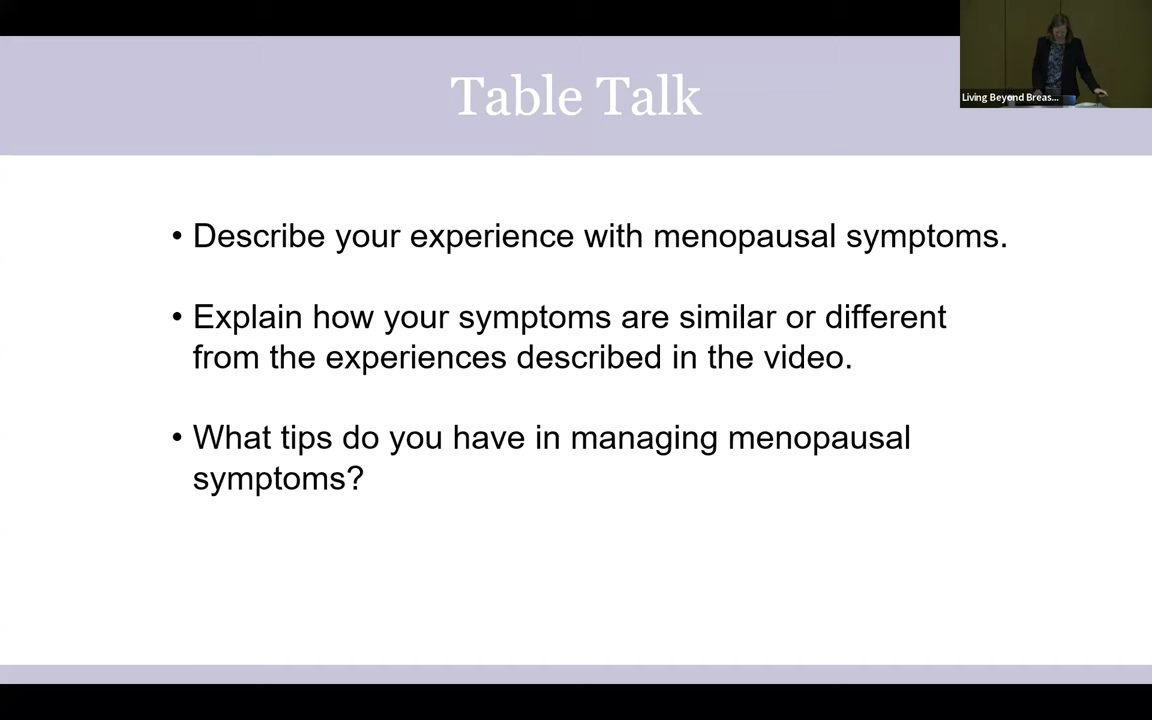 Table Talk
Living Beyond Breas...
• Describe your experience with menopausal symptoms.
• Explain how your symptoms are similar or different
from the experiences described in the video.
• What tips do you have in managing menopausal
symptoms?